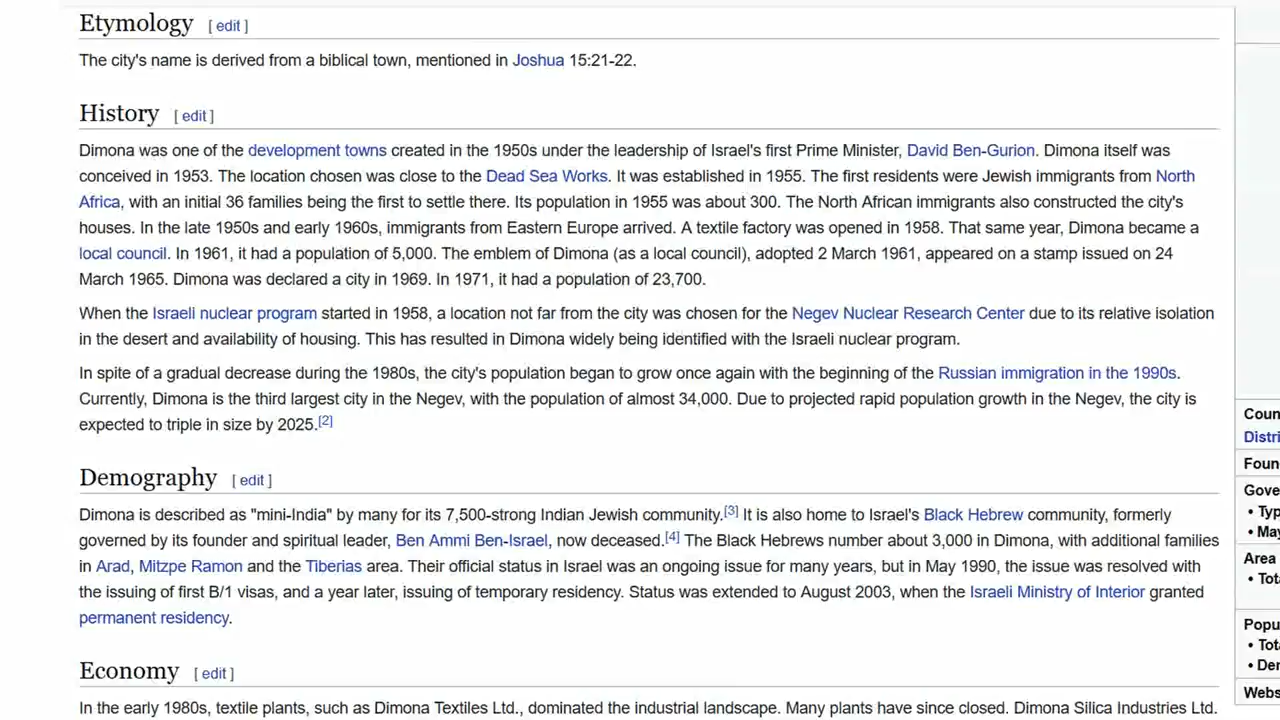 Etymology [ edit ]
The city's name is derived from a biblical town, mentioned in Joshua 15:21-22.
History [ edit ]
Dimona was one of the development towns created in the 1950s under the leadership of Israel's first Prime Minister, David Ben-Gurion. Dimona itself was
conceived in 1953. The location chosen was close to the Dead Sea Works. It was established in 1955. The first residents were Jewish immigrants from North
Africa, with an initial 36 families being the first to settle there. Its population in 1955 was about 300. The North African immigrants also constructed the city's
houses. In the late 1950s and early 1960s, immigrants from Eastern Europe arrived. A textile factory was opened in 1958. That same year, Dimona became a
local council. In 1961, it had a population of 5,000. The emblem of Dimona (as a local council), adopted 2 March 1961, appeared on a stamp issued on 24
March 1965. Dimona was declared a city in 1969. In 1971, it had a population of 23,700.
When the Israeli nuclear program started in 1958, a location not far from the city was chosen for the Negev Nuclear Research Center due to its relative isolation
in the desert and availability of housing. This has resulted in Dimona widely being identified with the Israeli nuclear program.
In spite of a gradual decrease during the 1980s, the city's population began to grow once again with the beginning of the Russian immigration in the 1990s.
Currently, Dimona is the third largest city in the Negev, with the population of almost 34,000. Due to projected rapid population growth in the Negev, the city is
expected to triple in size by 2025.[2]
Demography [ edit ]
Dimona is described as "mini-India" by many for its 7,500-strong Indian Jewish community.[3] It is also home to Israel's Black Hebrew community, formerly
governed by its founder and spiritual leader, Ben Ammi Ben-Israel, now deceased.[4] The Black Hebrews number about 3,000 in Dimona, with additional families
in Arad, Mitzpe Ramon and the Tiberias area. Their official status in Israel was an ongoing issue for many years, but in May 1990, the issue was resolved with
the issuing of first B/1 visas, and a year later, issuing of temporary residency. Status was extended to August 2003, when the Israeli Ministry of Interior granted
permanent residency.
Economy [ edit ]
In the early 1980s, textile plants, such as Dimona Textiles Ltd., dominated the industrial landscape. Many plants have since closed. Dimona Silica Industries Ltd.
Coun
Distri
Foun
Gove
• Typ
• May
Area
• Tot
Popu
• Tot
• Der
Webs